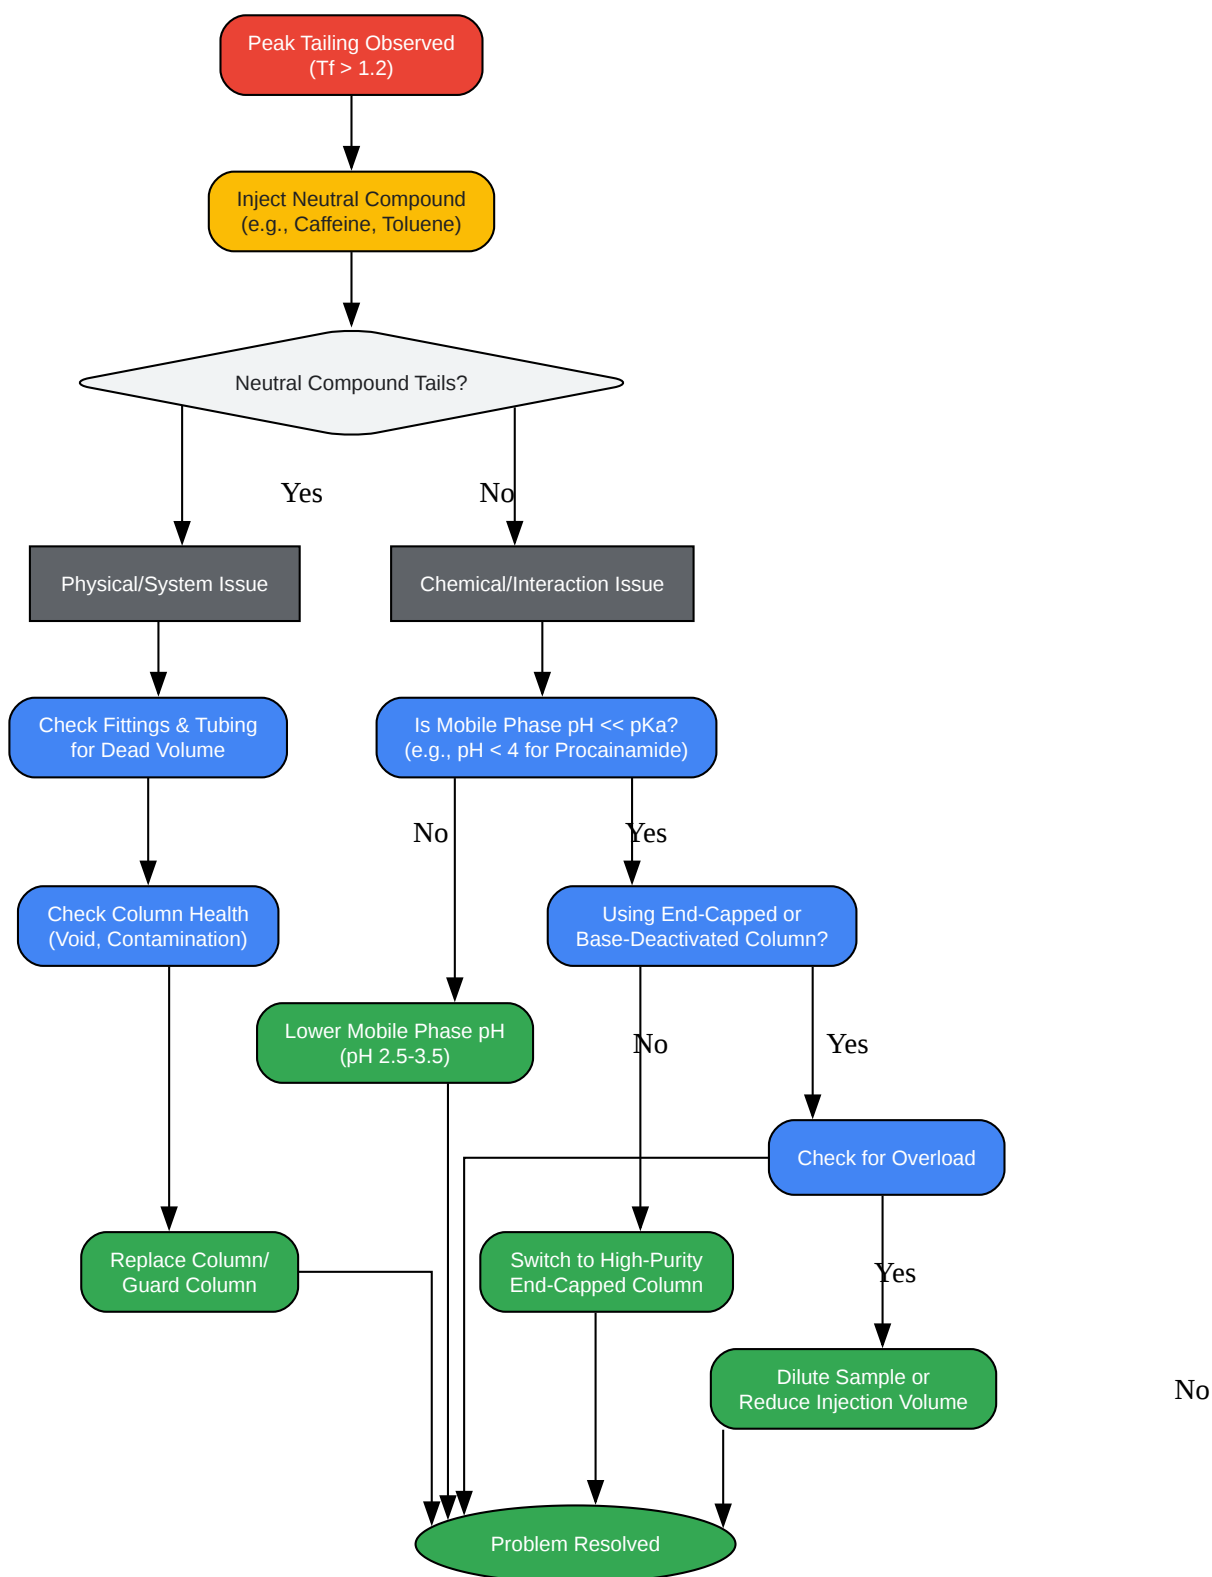 Peak Tailing Observed
(Tf > 1.2)
Inject Neutral Compound
(e.g., Caffeine, Toluene)
Neutral Compound Tails?
Yes
No
Physical/System Issue
Chemical/Interaction Issue
Check Fittings & Tubing
for Dead Volume
Is Mobile Phase pH << pKa?
(e.g., pH < 4 for Procainamide)
No
Yes
Check Column Health
(Void, Contamination)
Using End-Capped or
Base-Deactivated Column?
Lower Mobile Phase pH
(pH 2.5-3.5)
No
Yes
Check for Overload
Replace Column/
Guard Column
Switch to High-Purity
End-Capped Column
Yes
Dilute Sample or
Reduce Injection Volume
No
Problem Resolved